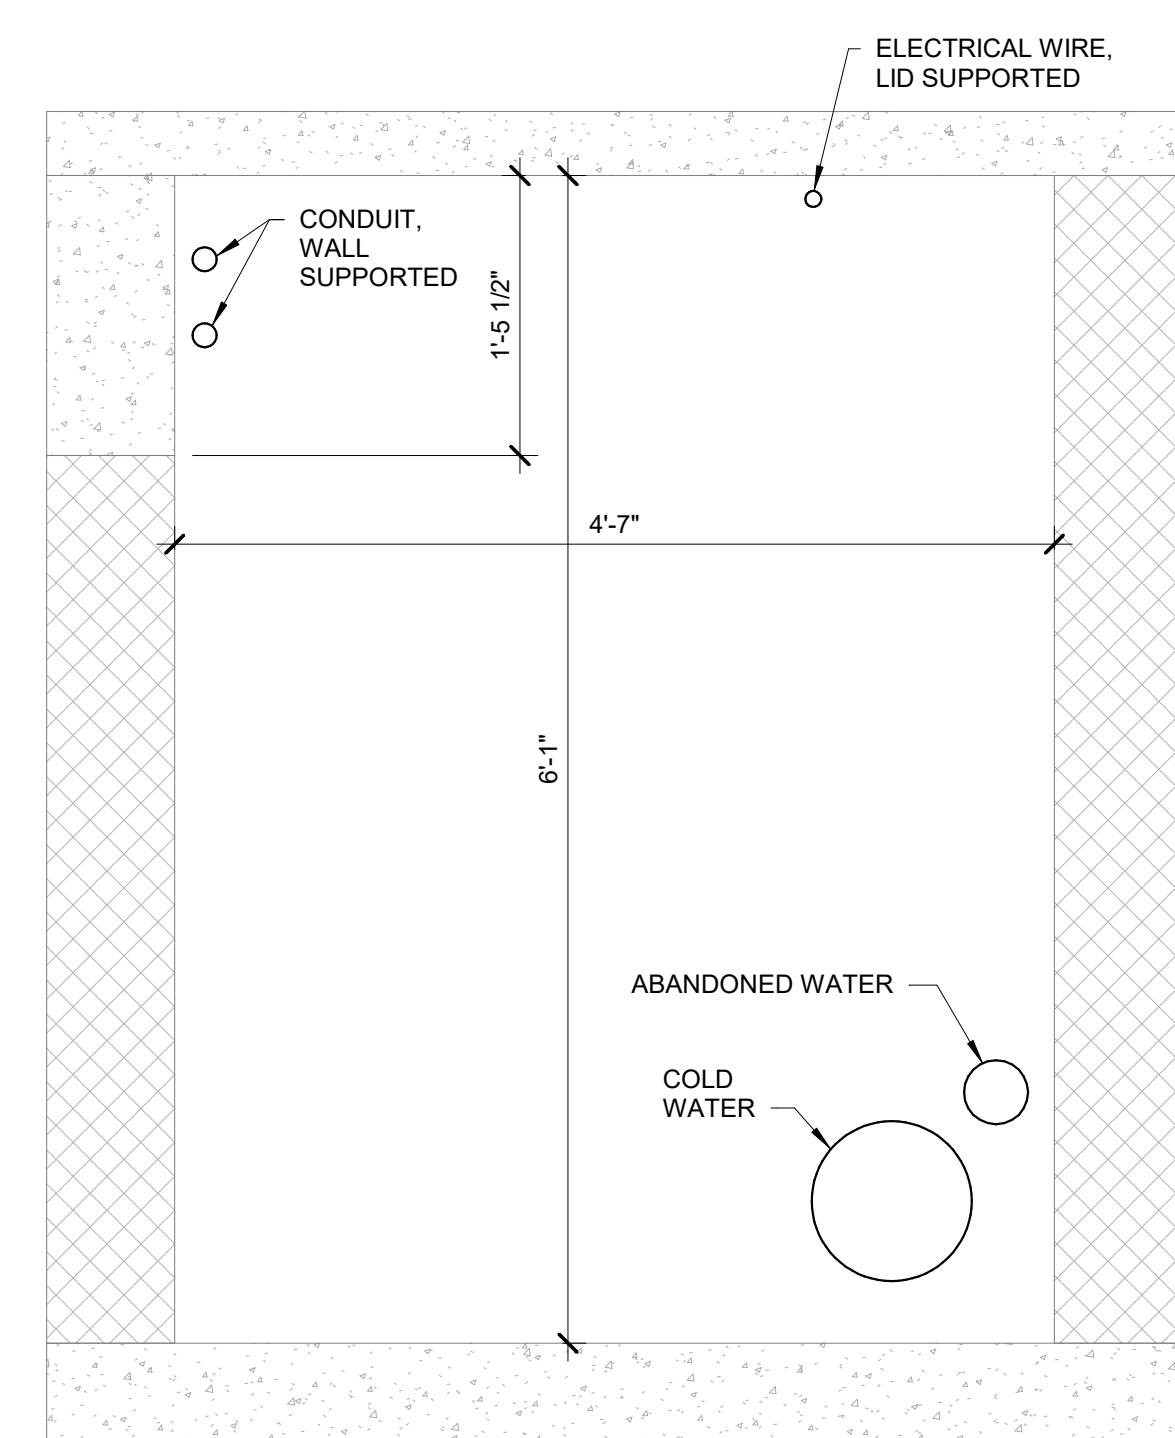 ELECTRICAL WIRE,
LID SUPPORTED
CONDUIT,
WALL
SUPPORTED
1'-5 1/2"
4'-7"
6'-1"
ABANDONED WATER
COLD
WATER